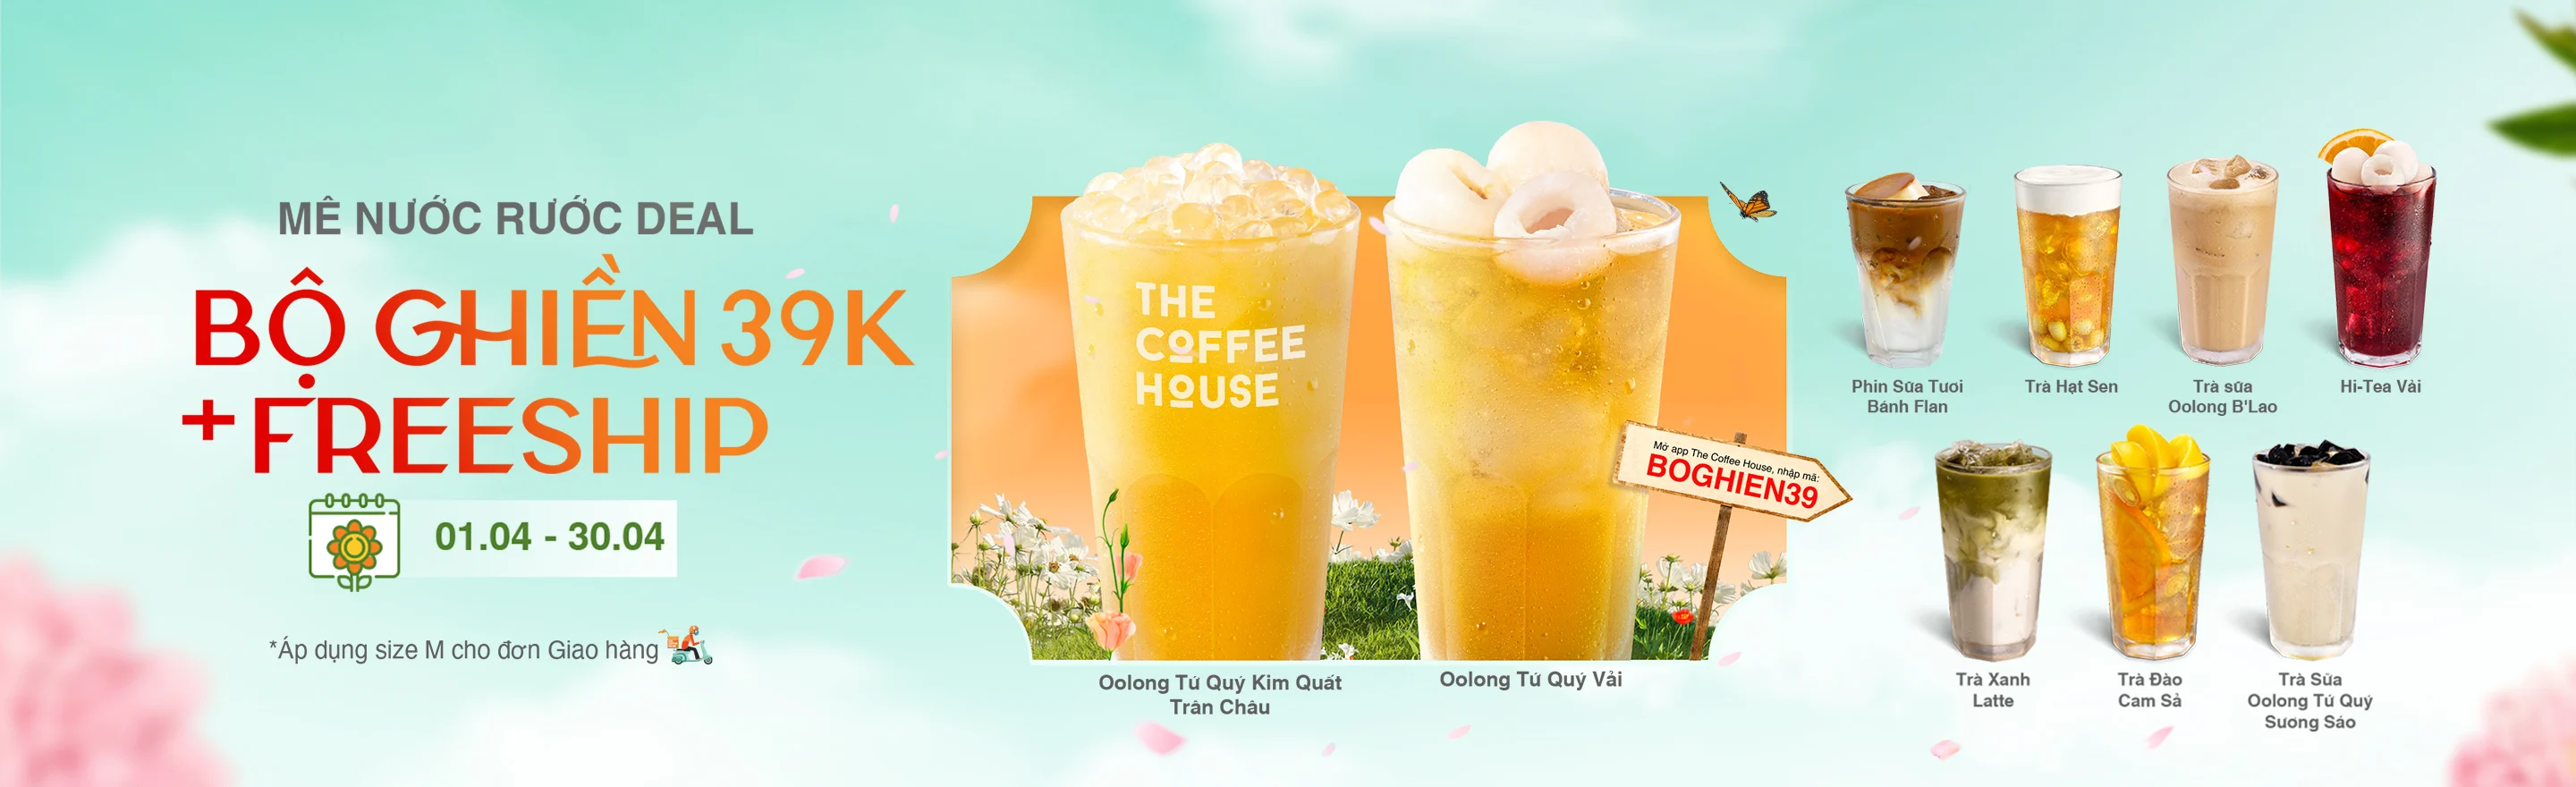 MÊ NƯỚC RƯỚC DEAL
BỘ GHIỀN 39K
+FREESHIP
01.04 - 30.04
*Áp dụng size M cho đơn Giao hàng
THE
COFFEE
HOUSE
Mở app The Coffee House, nhập mã:
BOGHIEN39
Oolong Tứ Quý Kim Quất
Trân Châu
Oolong Tứ Quý Vải
Phin Sữa Tươi
Bánh Flan
Trà Hạt Sen
Trà sữa
Oolong B'Lao
Hi-Tea Vải
Trà Xanh
Latte
Trà Đào
Cam Sả
Trà Sữa
Oolong Tứ Quý
Sương Sáo